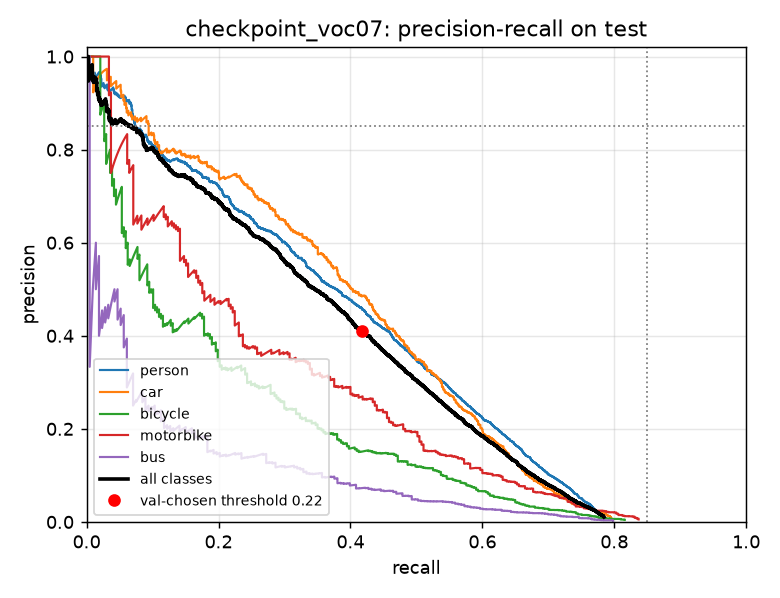 checkpoint_voc07: precision-recall on test
precision
1.0
0.8
0.6
0.4
0.2
0.0
person
car
bicycle
motorbike
bus
all classes
val-chosen threshold 0.22
0.0 0.2 0.4 0.6 0.8 1.0
recall